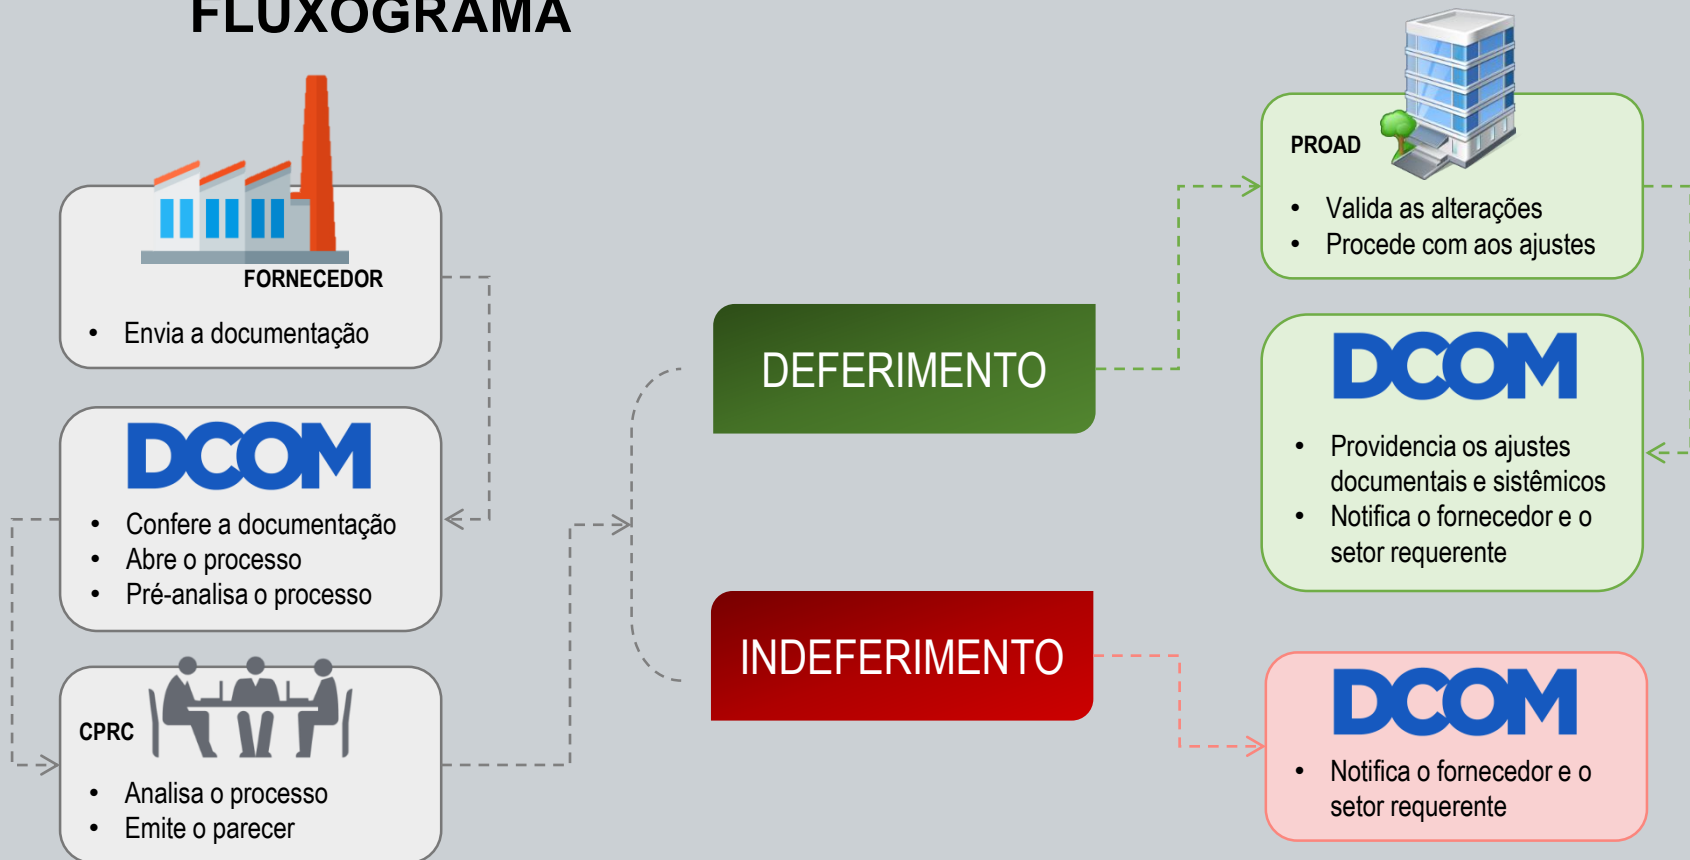 FLUXOGRAMA
FORNECEDOR
• Envia a documentação
DCOM
• Confere a documentação
• Abre o processo
• Pré-analisa o processo
CPRC
• Analisa o processo
• Emite o parecer
DEFERIMENTO
INDEFERIMENTO
PROAD
• Valida as alterações
• Procede com aos ajustes
DCOM
• Providencia os ajustes
documentais e sistêmicos
• Notifica o fornecedor e o
setor requerente
DCOM
• Notifica o fornecedor e o
setor requerente